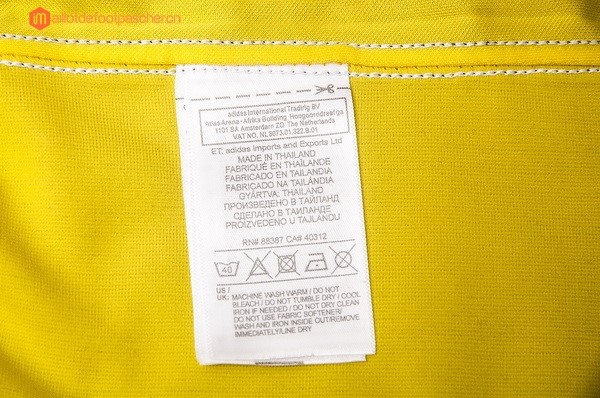 maillotdefootpascher.cn
adidas International Trading BV
Atlas Arena - Afrika Building, Hoogoorddreef 9a
1101 BA Amsterdam ZO The Netherlands
VAT NO. NL 8073.01.322.B.01
ET: adidas Imports and Exports Ltd
MADE IN THAILAND
FABRIQUÉ EN THAÏLANDE
FABRICADO EN TAILANDIA
FABRICADO NA TAILÂNDIA
GYÁRTVA: THAILAND
ПРОИЗВЕДЕНО В ТАИЛАНД
СДЕЛАНО В ТАИЛАНДЕ
PROIZVEDENO U TAJLANDU
RN# 88387 CA# 40312
40
US /
UK: MACHINE WASH WARM / DO NOT
BLEACH / DO NOT TUMBLE DRY / COOL
IRON IF NEEDED / DO NOT DRY CLEAN
DO NOT USE FABRIC SOFTENER/
WASH AND IRON INSIDE OUT/REMOVE
IMMEDIATELY/LINE DRY